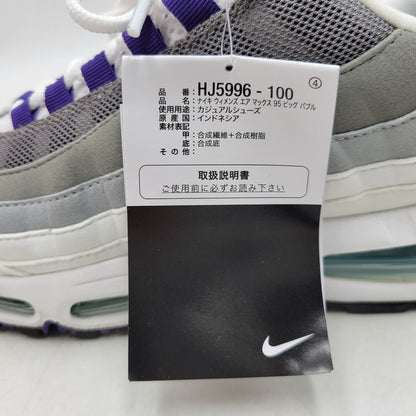 ④
品　番： HJ5996 - 100
品　名：ナイキ ウィメンズ エア マックス 95 ビッグ バブル
使用用途：カジュアルシューズ
原 産 国：インドネシア
素材表記
甲：合成繊維＋合成樹脂
底：合成底
その他：
取扱説明書
ご使用前に必ずお読み下さい